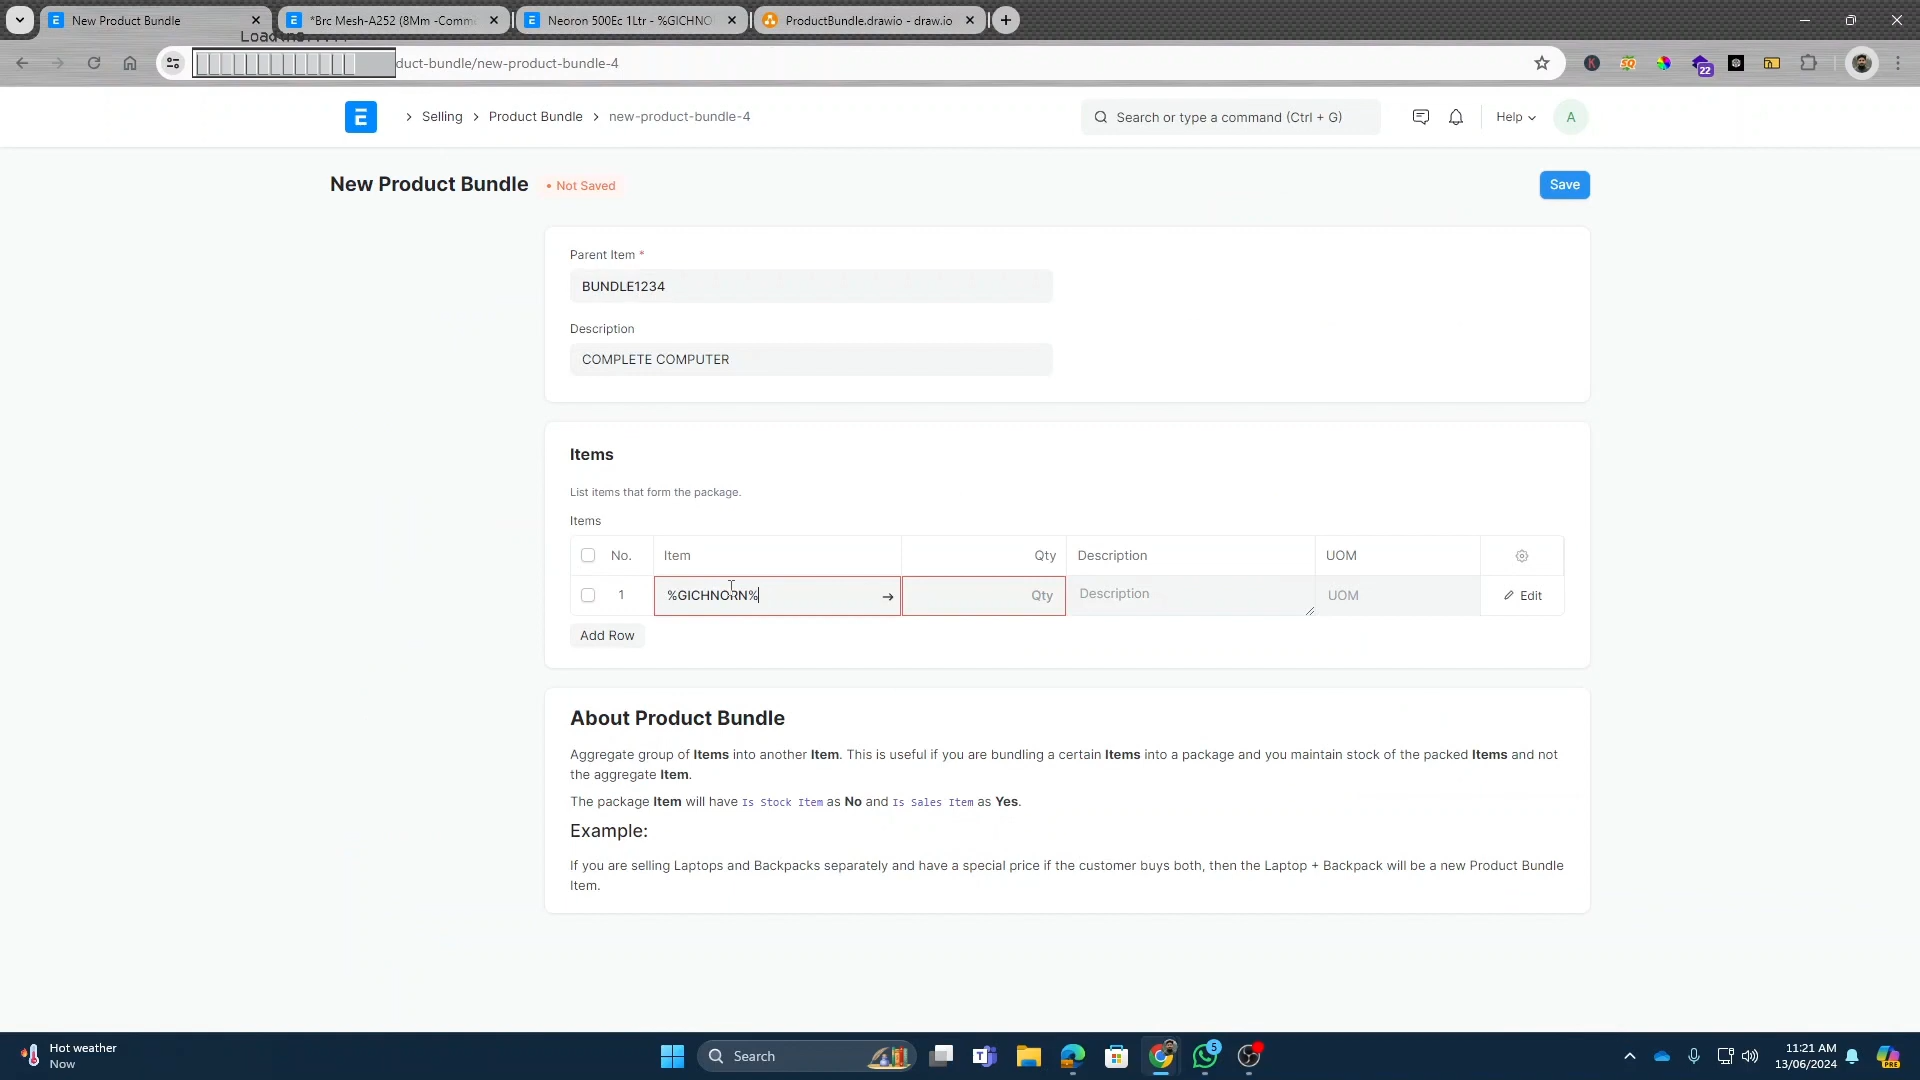 New Product Bundle
*Brc Mesh-A252 (8Mm -Comme
Neoron 500Ec 1Ltr - %GICHNO
ProductBundle.drawio - draw.io
duct-bundle/new-product-bundle-4
22
E
Selling
Product Bundle
new-product-bundle-4
Search or type a command (Ctrl + G)
Help
A
New Product Bundle
• Not Saved
Save
Parent Item *
BUNDLE1234
Description
COMPLETE COMPUTER
Items
List items that form the package.
Items
No.
Item
Qty
Description
UOM
1
%GICHNORN%
Qty
Description
UOM
Edit
Add Row
About Product Bundle
Aggregate group of Items into another Item. This is useful if you are bundling a certain Items into a package and you maintain stock of the packed Items and not
the aggregate Item.
The package Item will have Is Stock Item as No and Is Sales Item as Yes.
Example:
If you are selling Laptops and Backpacks separately and have a special price if the customer buys both, then the Laptop + Backpack will be a new Product Bundle
Item.
Hot weather
Now
Search
5
11:21 AM
13/06/2024